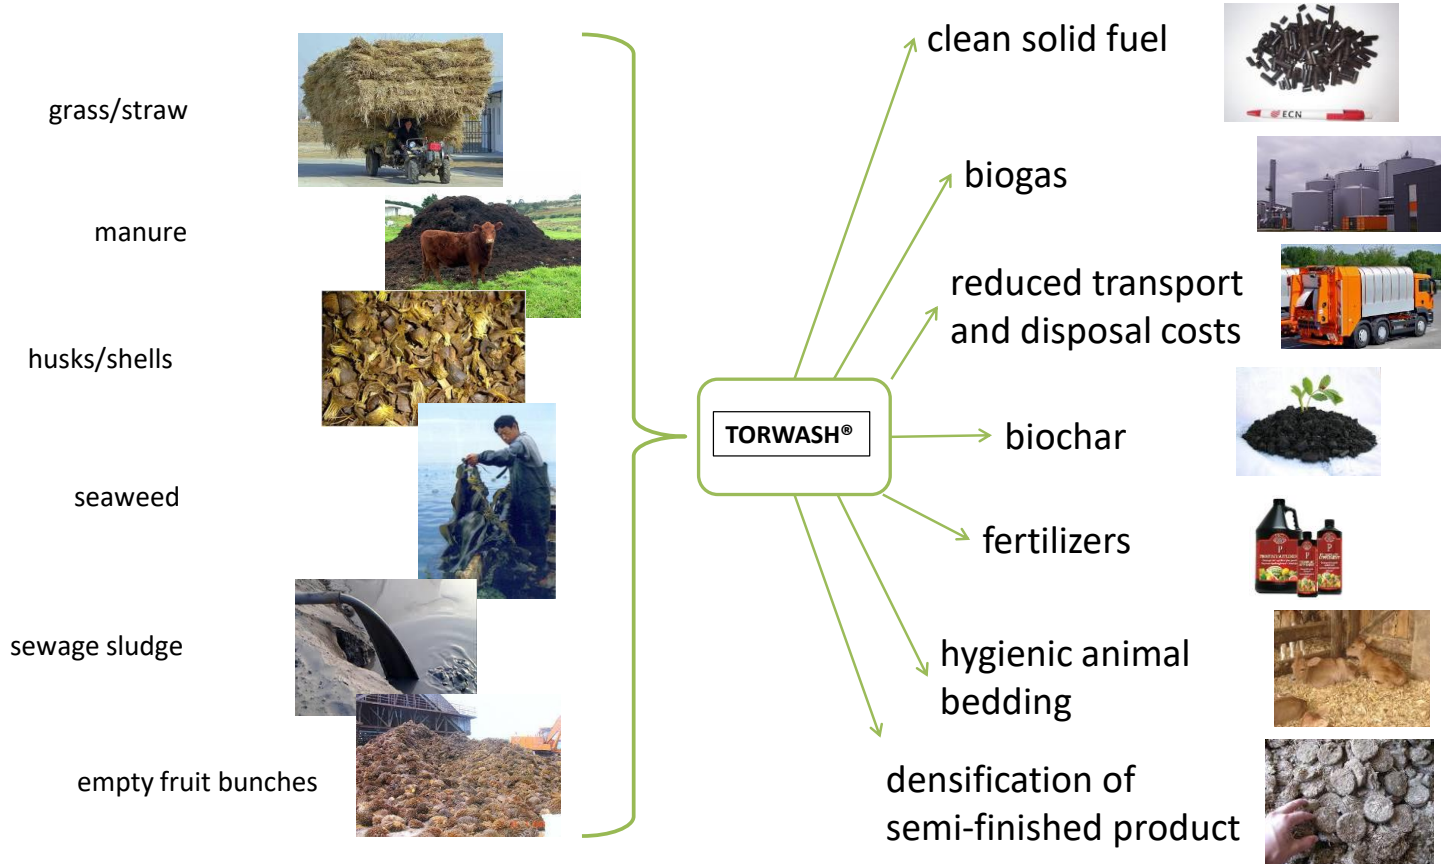 grass/straw
manure
husks/shells
seaweed
sewage sludge
empty fruit bunches
TORWASH®
clean solid fuel
ECN
biogas
reduced transport
and disposal costs
biochar
fertilizers
hygienic animal
bedding
densification of
semi-finished product